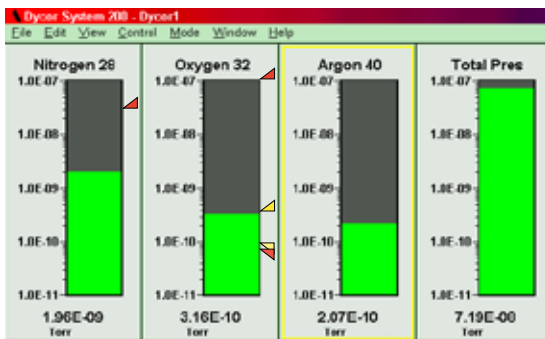 Dycor System 200 - Dycor1
File Edit View Control Mode Window Help
Nitrogen 28 Oxygen 32 Argon 40 Total Pres
1.0E-07 1.0E-07 1.0E-07 1.0E-07
1.0E-08 1.0E-08 1.0E-08 1.0E-08
1.0E-09 1.0E-09 1.0E-09 1.0E-09
1.0E-10 1.0E-10 1.0E-10 1.0E-10
1.0E-11 1.0E-11 1.0E-11 1.0E-11
1.96E-09 3.16E-10 2.07E-10 7.19E-08
Torr Torr Torr Torr